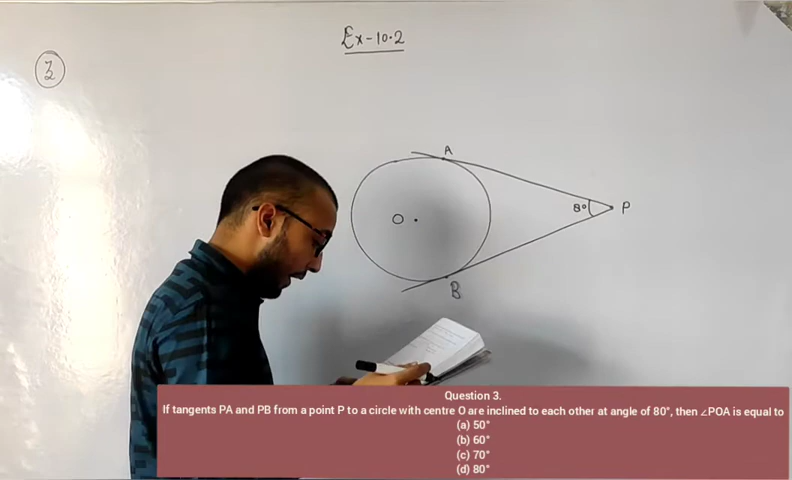 Ex-10.2
3
A
80
P
O
B
Question 3.
If tangents PA and PB from a point P to a circle with centre O are inclined to each other at angle of 80°, then ∠POA is equal to
(a) 50°
(b) 60°
(c) 70°
(d) 80°